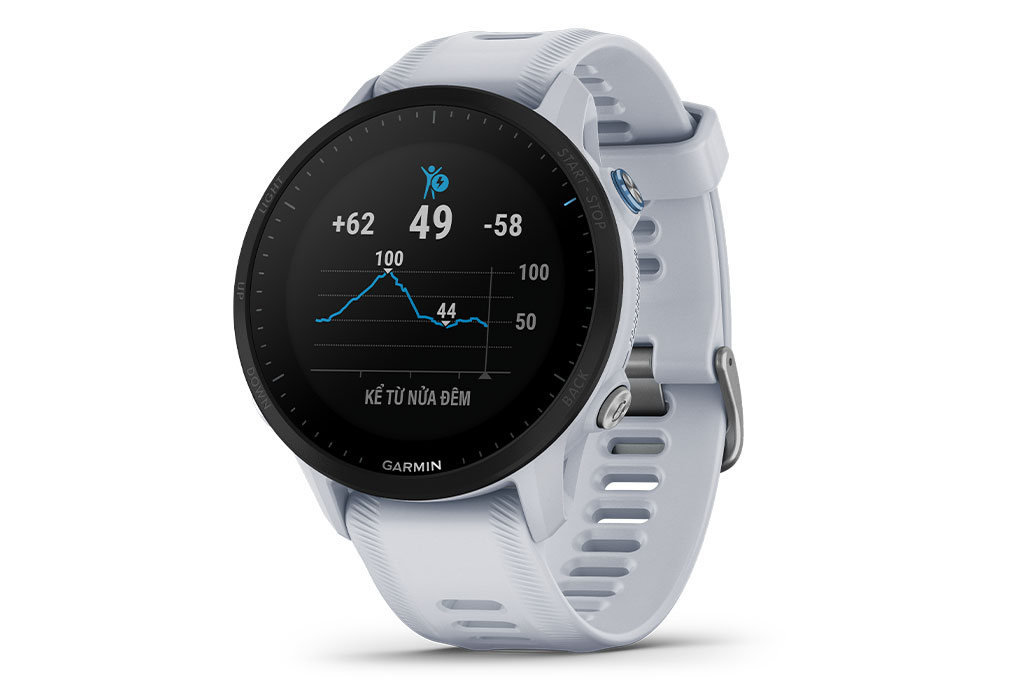 LIGHT
START - STOP
UP
DOWN
BACK
+62 49 -58
100
100
44
50
KỂ TỪ NỬA ĐÊM
GARMIN